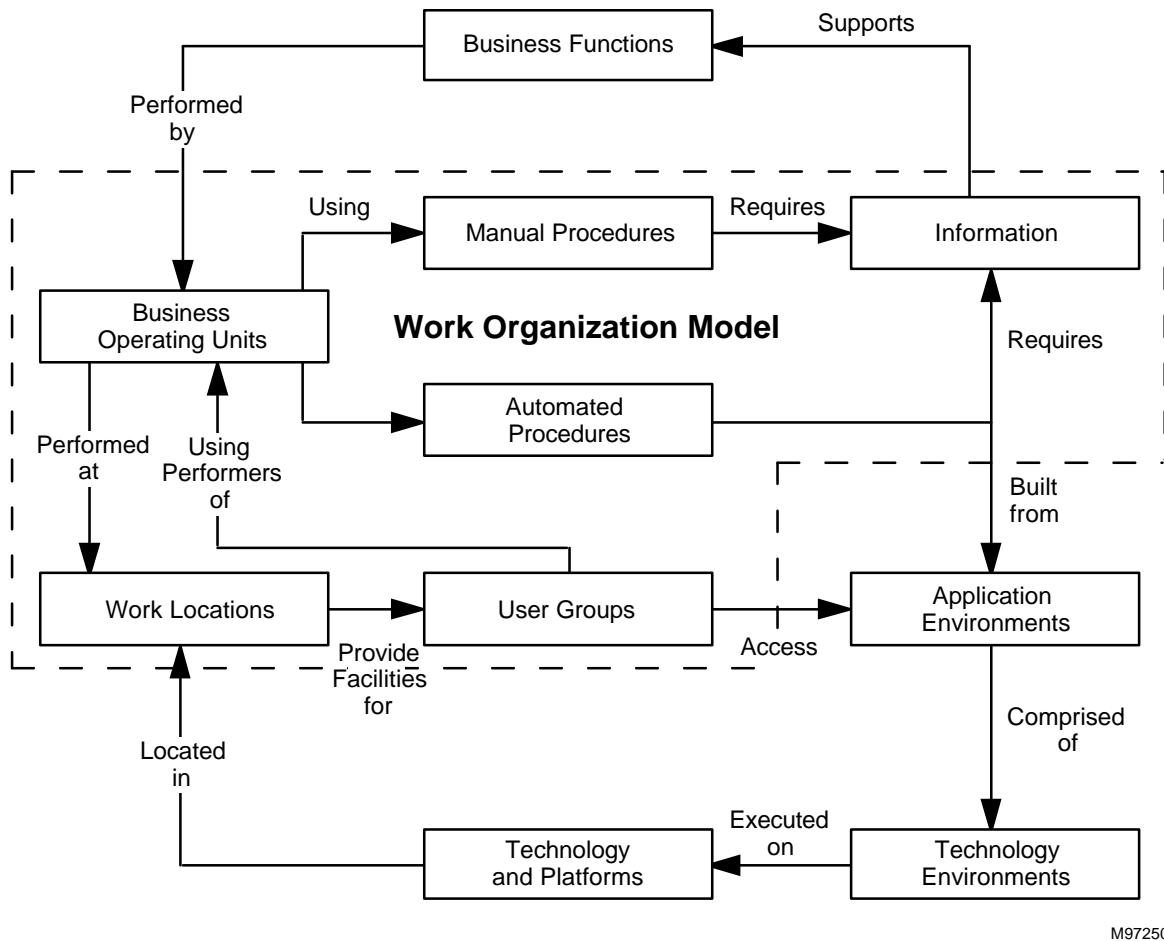 Business Functions
Supports
Performed
by
Using
Manual Procedures
Requires
Information
Business
Operating Units
Work Organization Model
Requires
Automated
Procedures
Performed
at
Using
Performers
of
Built
from
Work Locations
User Groups
Application
Environments
Provide
Facilities
for
Access
Located
in
Comprised
of
Executed
on
Technology
and Platforms
Technology
Environments
M97250